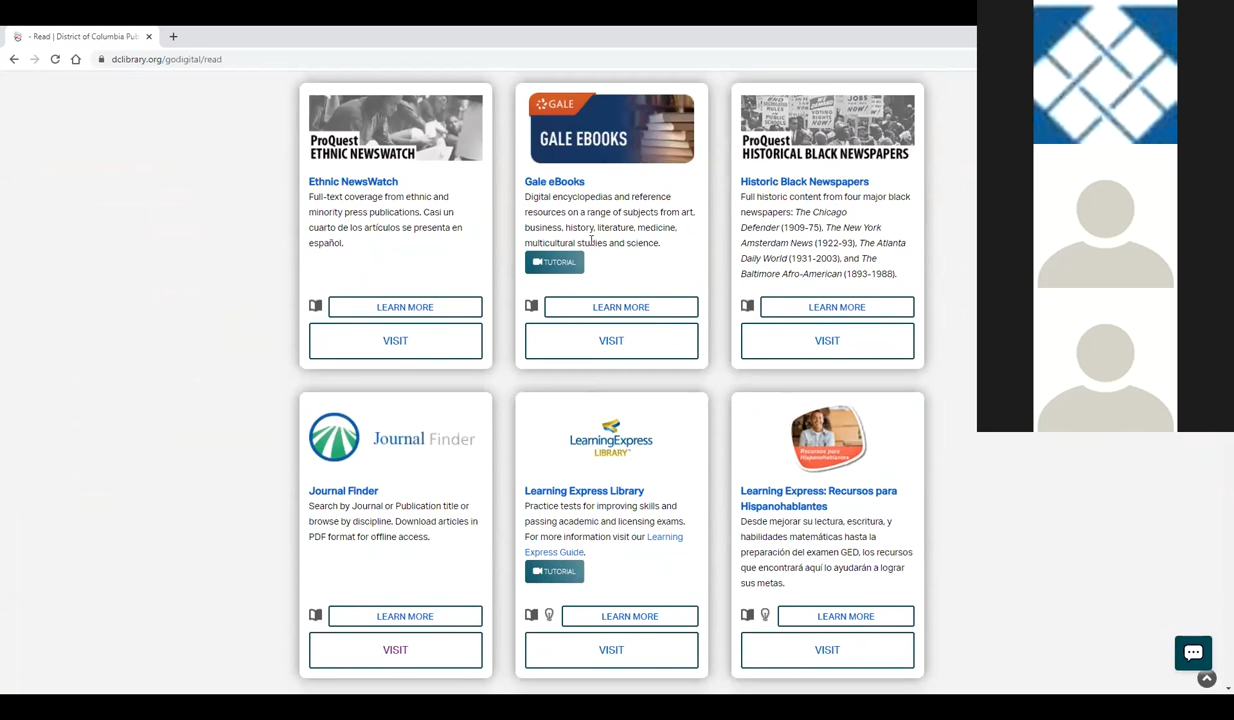 - Read | District of Columbia Pub
dclibrary.org/godigital/read
ProQuest
ETHNIC NEWSWATCH
Ethnic NewsWatch
Full-text coverage from ethnic and
minority press publications. Casi un
cuarto de los artículos se presenta en
español.
LEARN MORE
VISIT
GALE
GALE EBOOKS
Gale eBooks
Digital encyclopedias and reference
resources on a range of subjects from art,
business, history, literature, medicine,
multicultural studies and science.
TUTORIAL
LEARN MORE
VISIT
JOBS
VOTING
RIGHTS
NOW!
ProQuest
HISTORICAL BLACK NEWSPAPERS
Historic Black Newspapers
Full historic content from four major black
newspapers: The Chicago
Defender (1909-75), The New York
Amsterdam News (1922-93), The Atlanta
Daily World (1931-2003), and The
Baltimore Afro-American (1893-1988).
LEARN MORE
VISIT
Journal Finder
Journal Finder
Search by Journal or Publication title or
browse by discipline. Download articles in
PDF format for offline access.
LEARN MORE
VISIT
LearningExpress
LIBRARY™
Learning Express Library
Practice tests for improving skills and
passing academic and licensing exams.
For more information visit our Learning
Express Guide.
TUTORIAL
LEARN MORE
VISIT
Recursos para
Hispanohablantes
Learning Express: Recursos para
Hispanohablantes
Desde mejorar su lectura, escritura, y
habilidades matemáticas hasta la
preparación del examen GED, los recursos
que encontrará aquí lo ayudarán a lograr
sus metas.
LEARN MORE
VISIT